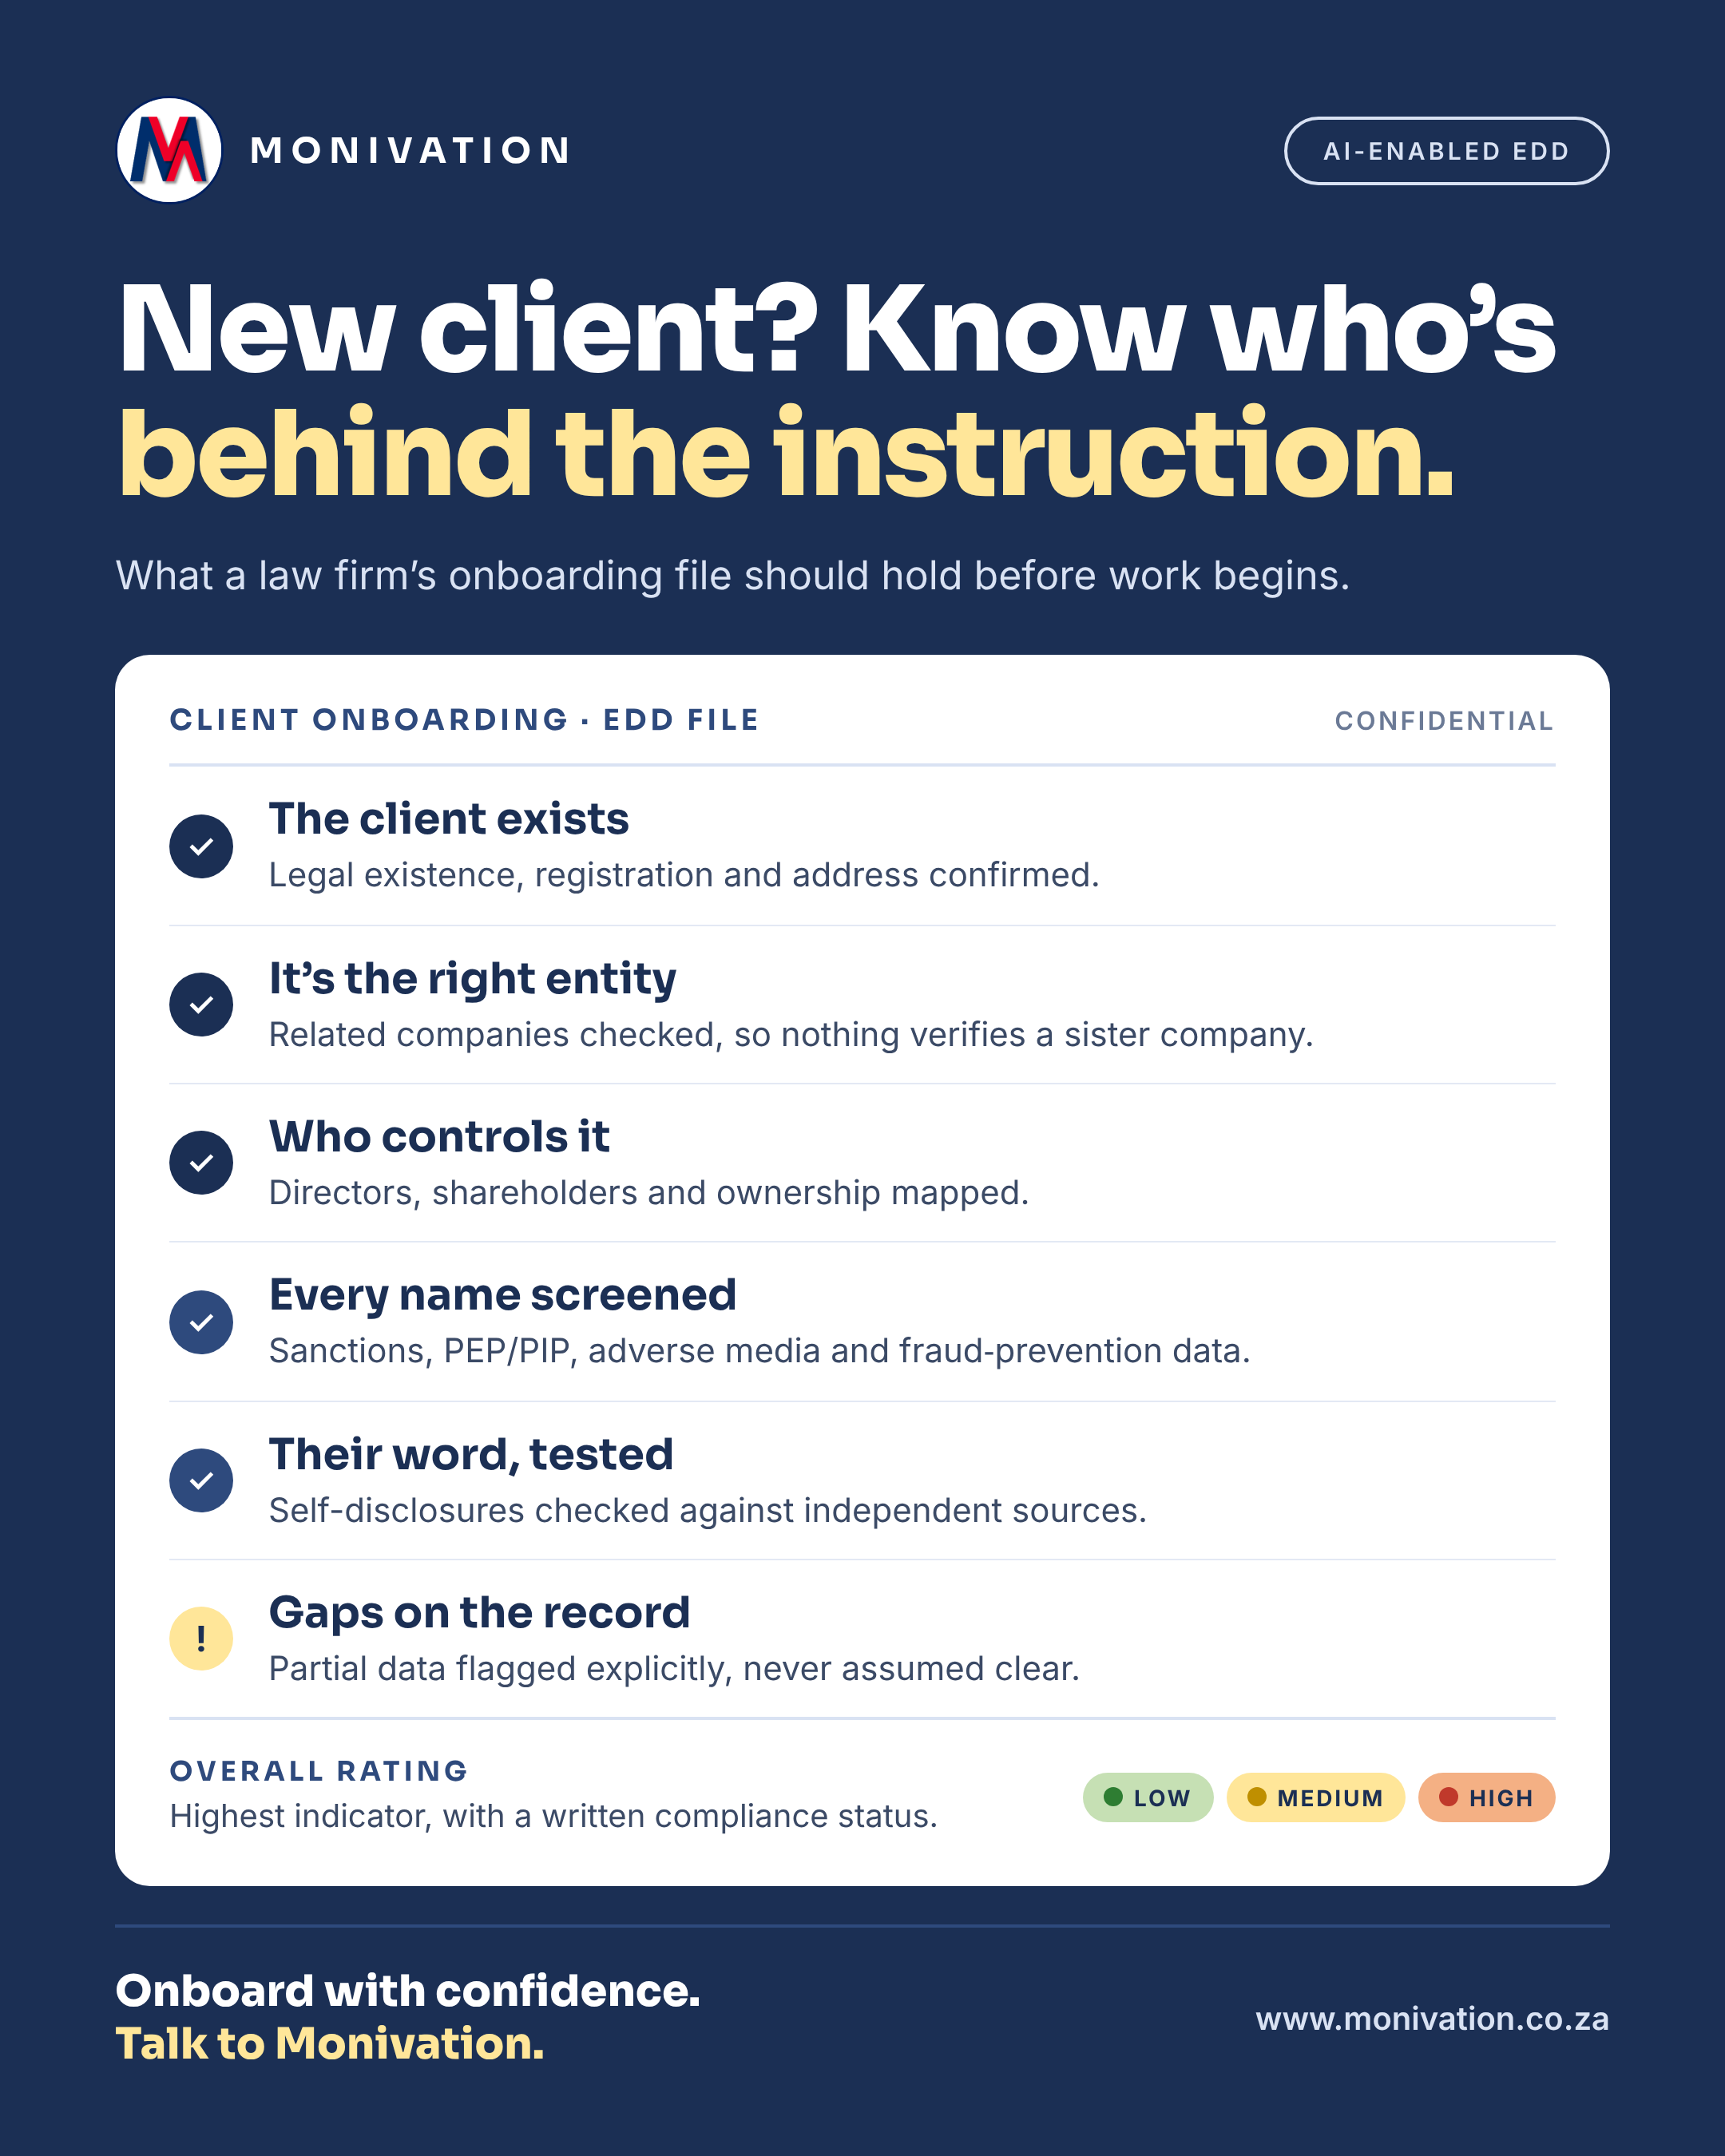 MONIVATION
AI-ENABLED EDD
New client? Know who’s
behind the instruction.
What a law firm’s onboarding file should hold before work begins.
CLIENT ONBOARDING · EDD FILE
CONFIDENTIAL
The client exists
Legal existence, registration and address confirmed.
It’s the right entity
Related companies checked, so nothing verifies a sister company.
Who controls it
Directors, shareholders and ownership mapped.
Every name screened
Sanctions, PEP/PIP, adverse media and fraud-prevention data.
Their word, tested
Self-disclosures checked against independent sources.
!
Gaps on the record
Partial data flagged explicitly, never assumed clear.
OVERALL RATING
Highest indicator, with a written compliance status.
LOW
MEDIUM
HIGH
Onboard with confidence.
Talk to Monivation.
www.monivation.co.za